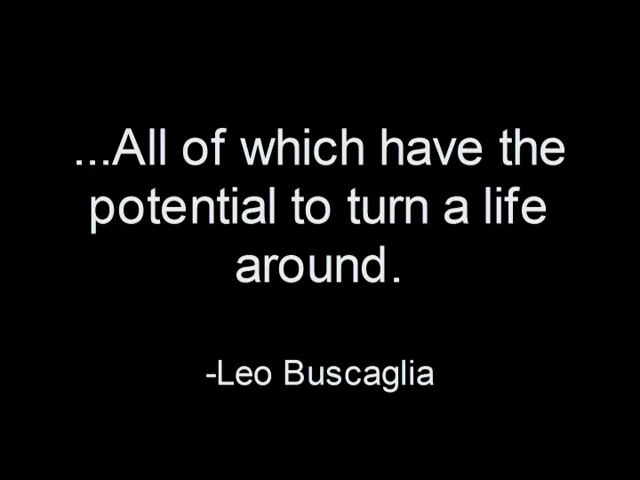 ...All of which have the
potential to turn a life
around.
-Leo Buscaglia